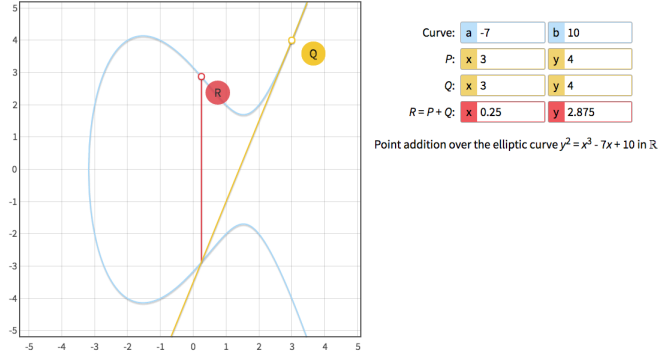 Curve: a -7 b 10
P: x 3 y 4
Q: x 3 y 4
R = P + Q: x 0.25 y 2.875
Point addition over the elliptic curve y² = x³ - 7x + 10 in ℝ
5
4
3
2
1
0
-1
-2
-3
-4
-5
Q
R
-5 -4 -3 -2 -1 0 1 2 3 4 5